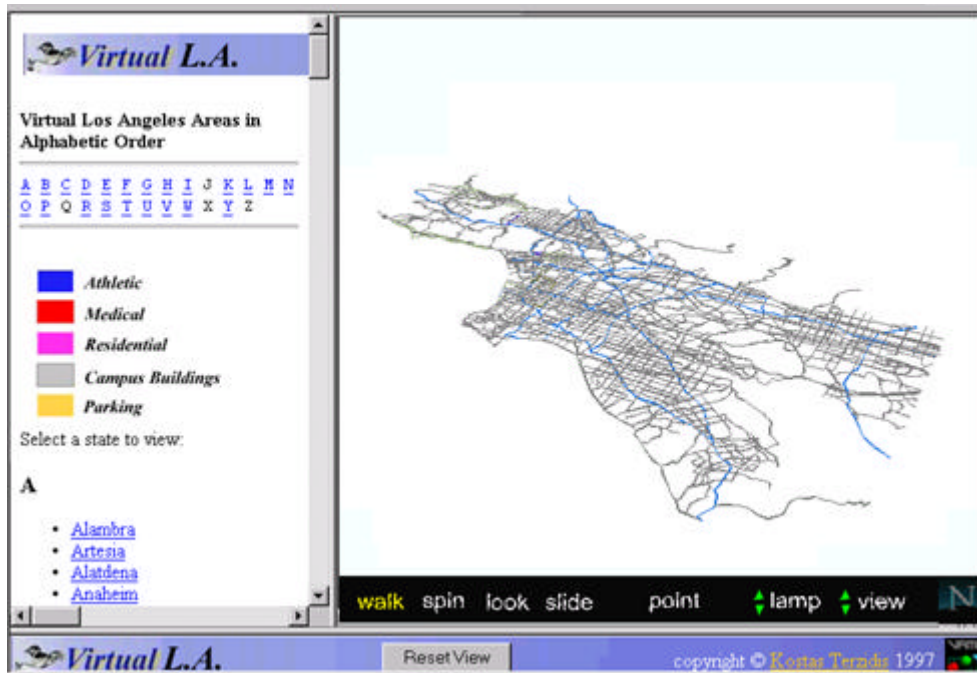 Virtual L.A.
Virtual Los Angeles Areas in
Alphabetic Order
A B C D E F G H I J K L M N
O P Q R S T U V W X Y Z
Athletic
Medical
Residential
Campus Buildings
Parking
Select a state to view:
A
Alambra
Artesia
Alatdena
Anaheim
walk spin look slide point lamp view
Virtual L.A.
Reset View
copyright © Kostas Terzidis 1997